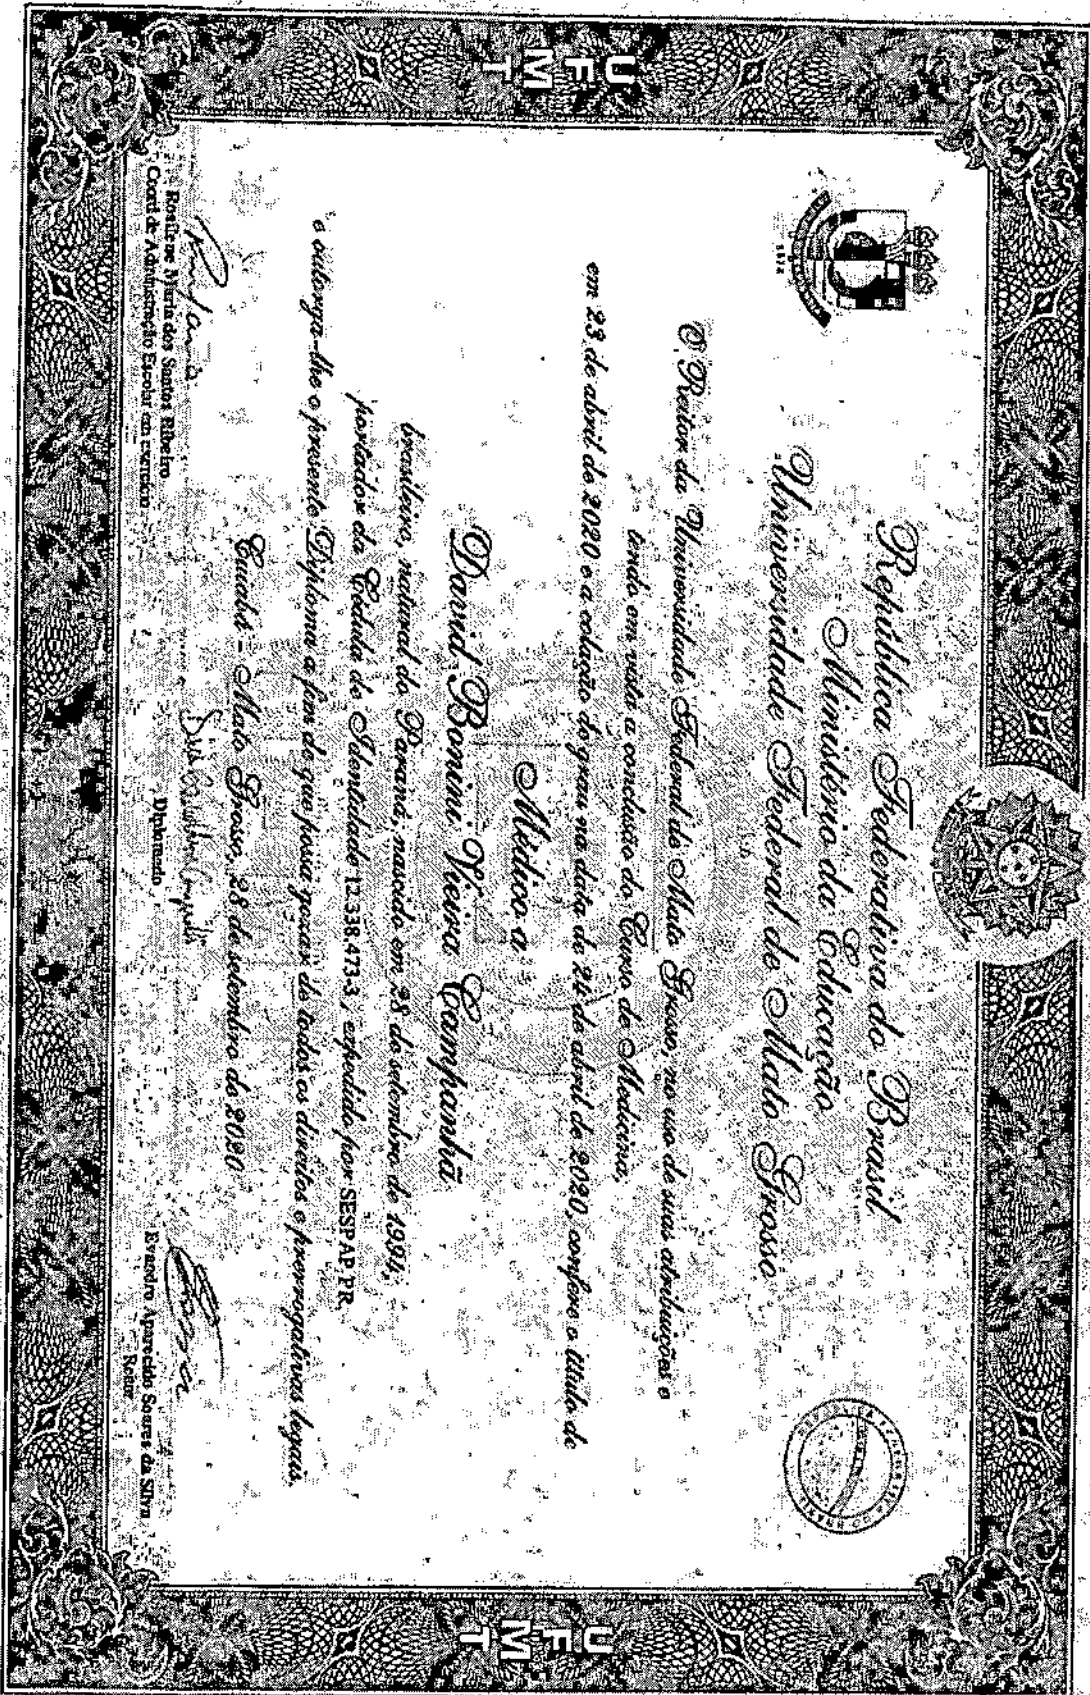 UFMT
República Federativa do Brasil
Ministério da Educação
Universidade Federal de Mato Grosso
O Reitor da Universidade Federal de Mato Grosso, no uso de suas atribuições e
tendo em vista a conclusão do Curso de Medicina,
em 23 de abril de 2020 e a colação de grau na data de 24 de abril de 2020, confere o título de
Médico a
David Bonini Vieira Campanhã
brasileiro, natural do Paraná, nascido em 28 de setembro de 1994,
portador da Cédula de Identidade 12.338.473-3, expedido por SESPAP, PR
e outorga-lhe o presente Diploma a fim de que possa gozar de todos os direitos e prerrogativas legais.
Cuiabá - Mato Grosso, 28 de setembro de 2020
Rosilene Maria dos Santos Ribeiro
Coord de Administração Escolar em exercício
Diplomado
Evandro Aparecido Soares da Silva
Reitor
UFMT